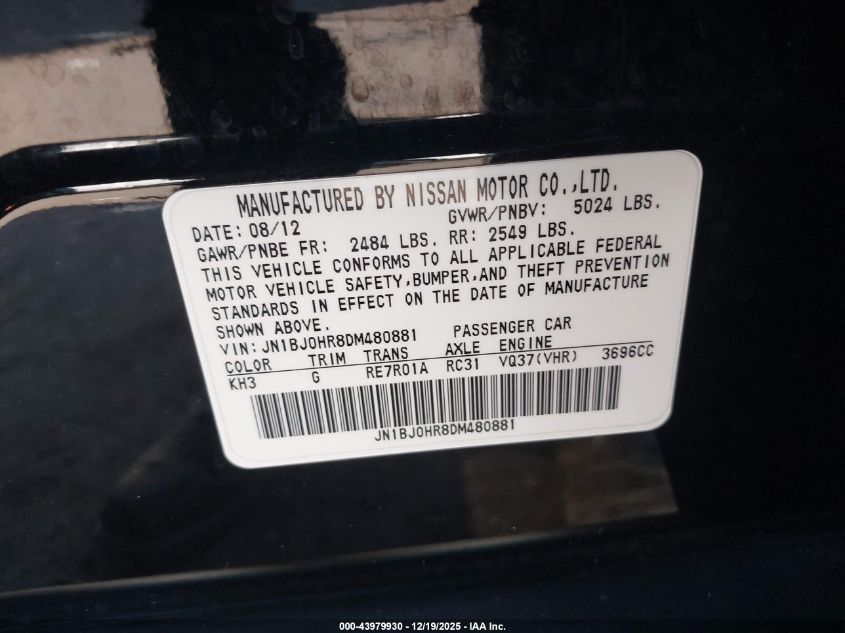 MANUFACTURED BY NISSAN MOTOR CO.,LTD.
DATE: 08/12 GVWR/PNBV: 5024 LBS.
GAWR/PNBE FR: 2484 LBS. RR: 2549 LBS.
THIS VEHICLE CONFORMS TO ALL APPLICABLE FEDERAL
MOTOR VEHICLE SAFETY,BUMPER,AND THEFT PREVENTION
STANDARDS IN EFFECT ON THE DATE OF MANUFACTURE
SHOWN ABOVE.
VIN: JN1BJ0HR8DM480881 PASSENGER CAR
COLOR TRIM TRANS AXLE ENGINE
KH3 G RE7R01A RC31 VQ37(VHR) 3696CC
JN1BJ0HR8DM480881
000-43979930 - 12/19/2025 - IAA Inc.